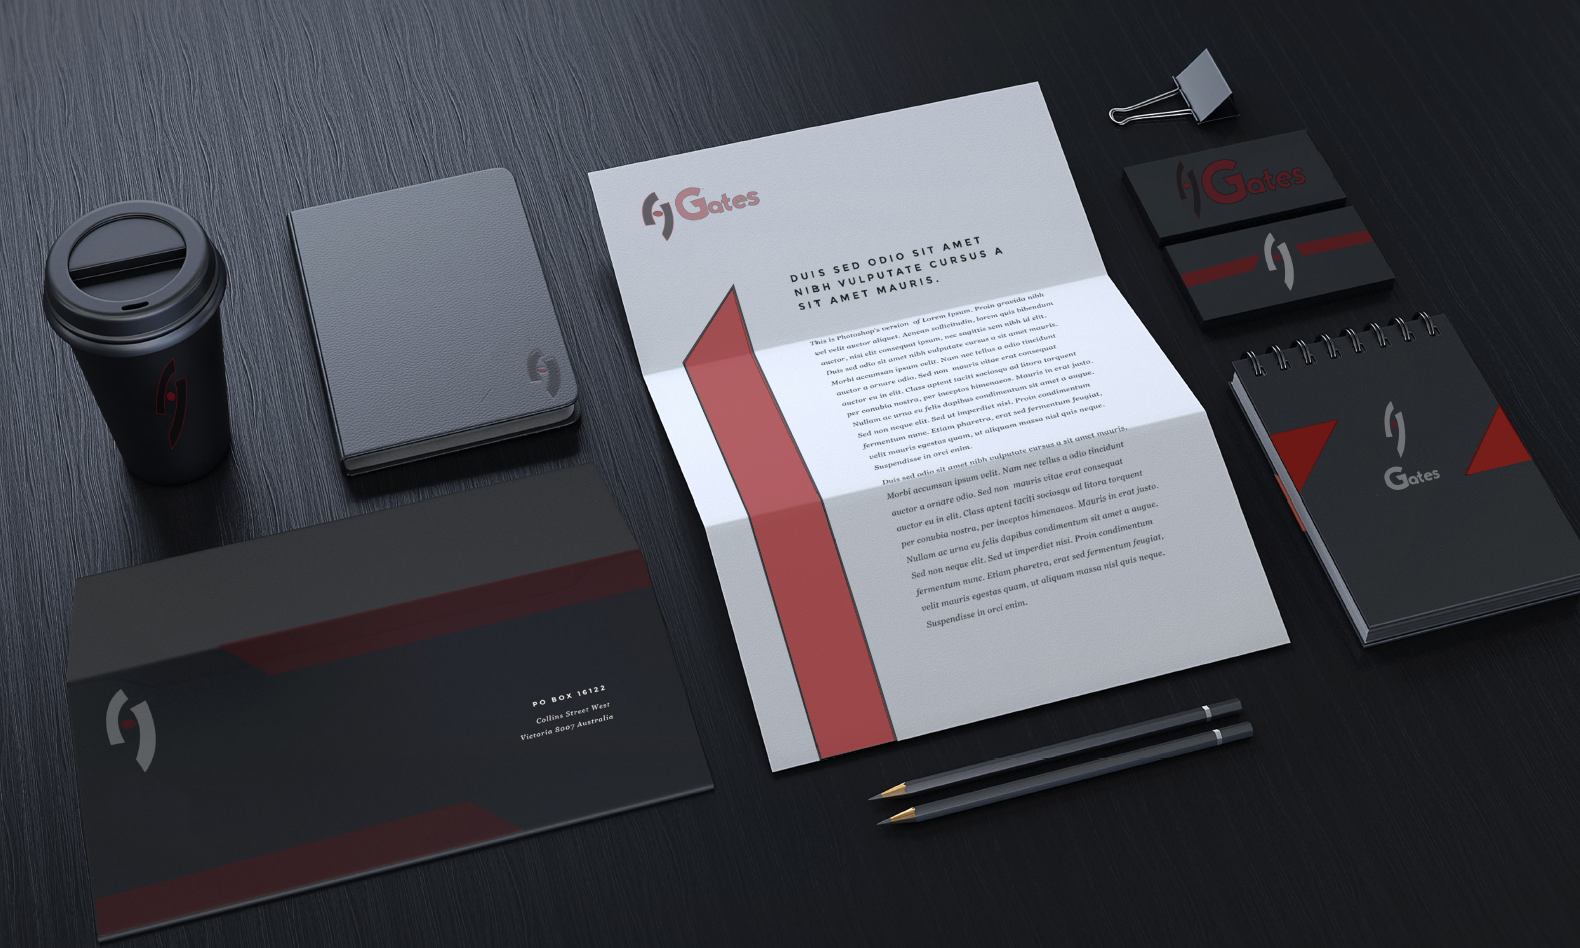 Gates
DUIS SED ODIO SIT AMET
NIBH VULPUTATE CURSUS A
SIT AMET MAURIS.
This is Photoshop's version of Lorem Ipsum. Proin gravida nibh
vel velit auctor aliquet. Aenean sollicitudin, lorem quis bibendum
auctor, nisi elit consequat ipsum, nec sagittis sem nibh id elit.
Duis sed odio sit amet nibh vulputate cursus a sit amet mauris.
Morbi accumsan ipsum velit. Nam nec tellus a odio tincidunt
auctor a ornare odio. Sed non mauris vitae erat consequat
auctor eu in elit. Class aptent taciti sociosqu ad litora torquent
per conubia nostra, per inceptos himenaeos. Mauris in erat justo.
Nullam ac urna eu felis dapibus condimentum sit amet a augue.
Sed non neque elit. Sed ut imperdiet nisi. Proin condimentum
fermentum nunc. Etiam pharetra, erat sed fermentum feugiat,
velit mauris egestas quam, ut aliquam massa nisl quis neque.
Suspendisse in orci enim.
Duis sed odio sit amet nibh vulputate cursus a sit amet mauris.
Morbi accumsan ipsum velit. Nam nec tellus a odio tincidunt
auctor a ornare odio. Sed non mauris vitae erat consequat
auctor eu in elit. Class aptent taciti sociosqu ad litora torquent
per conubia nostra, per inceptos himenaeos. Mauris in erat justo.
Nullam ac urna eu felis dapibus condimentum sit amet a augue.
Sed non neque elit. Sed ut imperdiet nisi. Proin condimentum
fermentum nunc. Etiam pharetra, erat sed fermentum feugiat,
velit mauris egestas quam, ut aliquam massa nisl quis neque.
Suspendisse in orci enim.
Gates
Gates
PO BOX 16122
Collins Street West
Victoria 8007 Australia